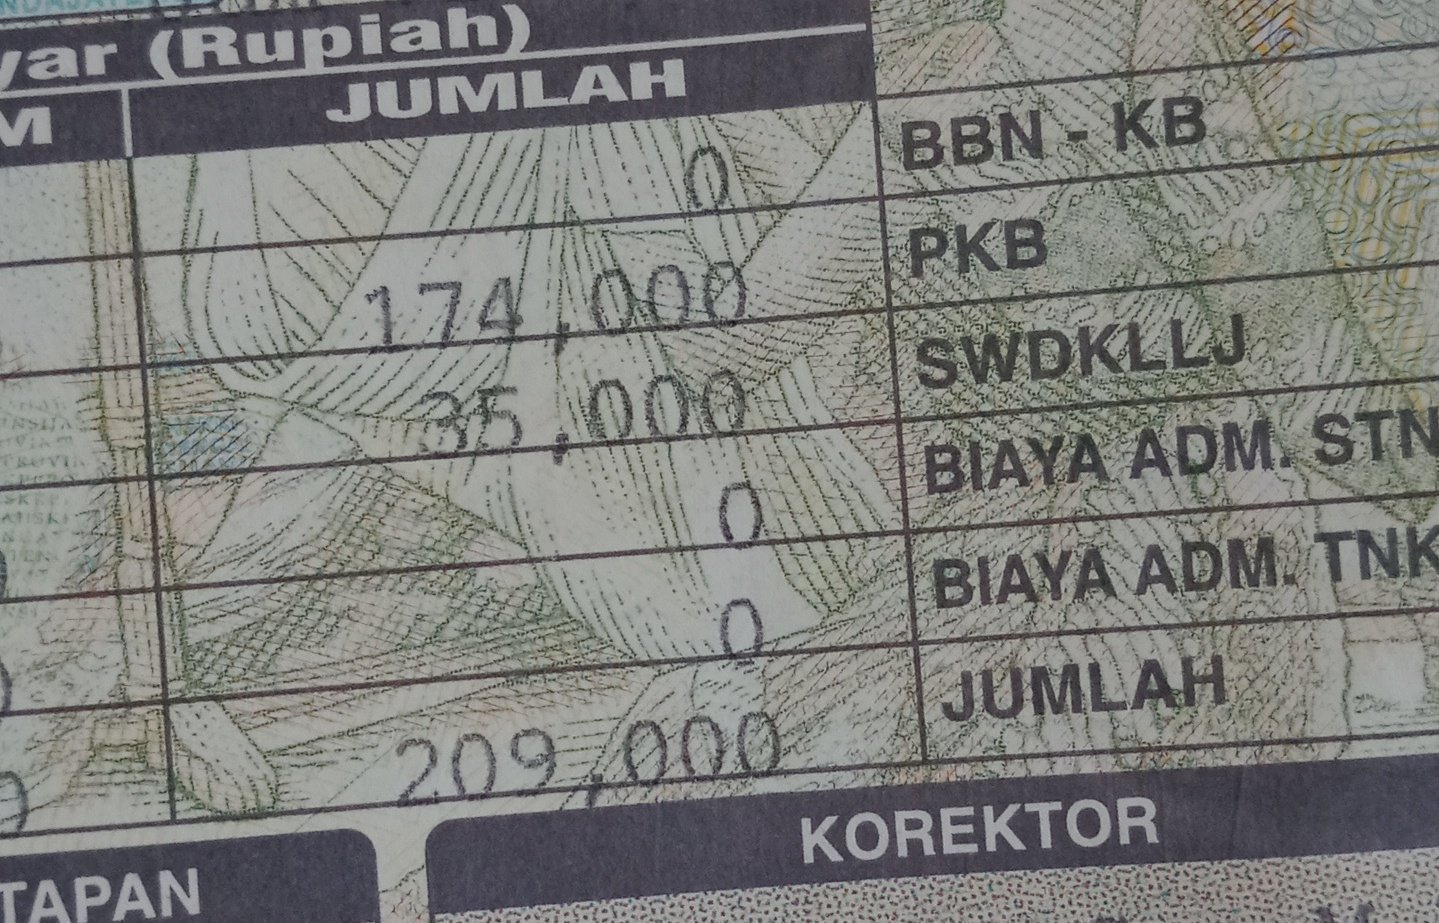 yar (Rupiah)
M JUMLAH
0 BBN - KB
174,000 PKB
35,000 SWDKLLJ
0 BIAYA ADM. STN
0 BIAYA ADM. TNK
209,000 JUMLAH
TAPAN KOREKTOR